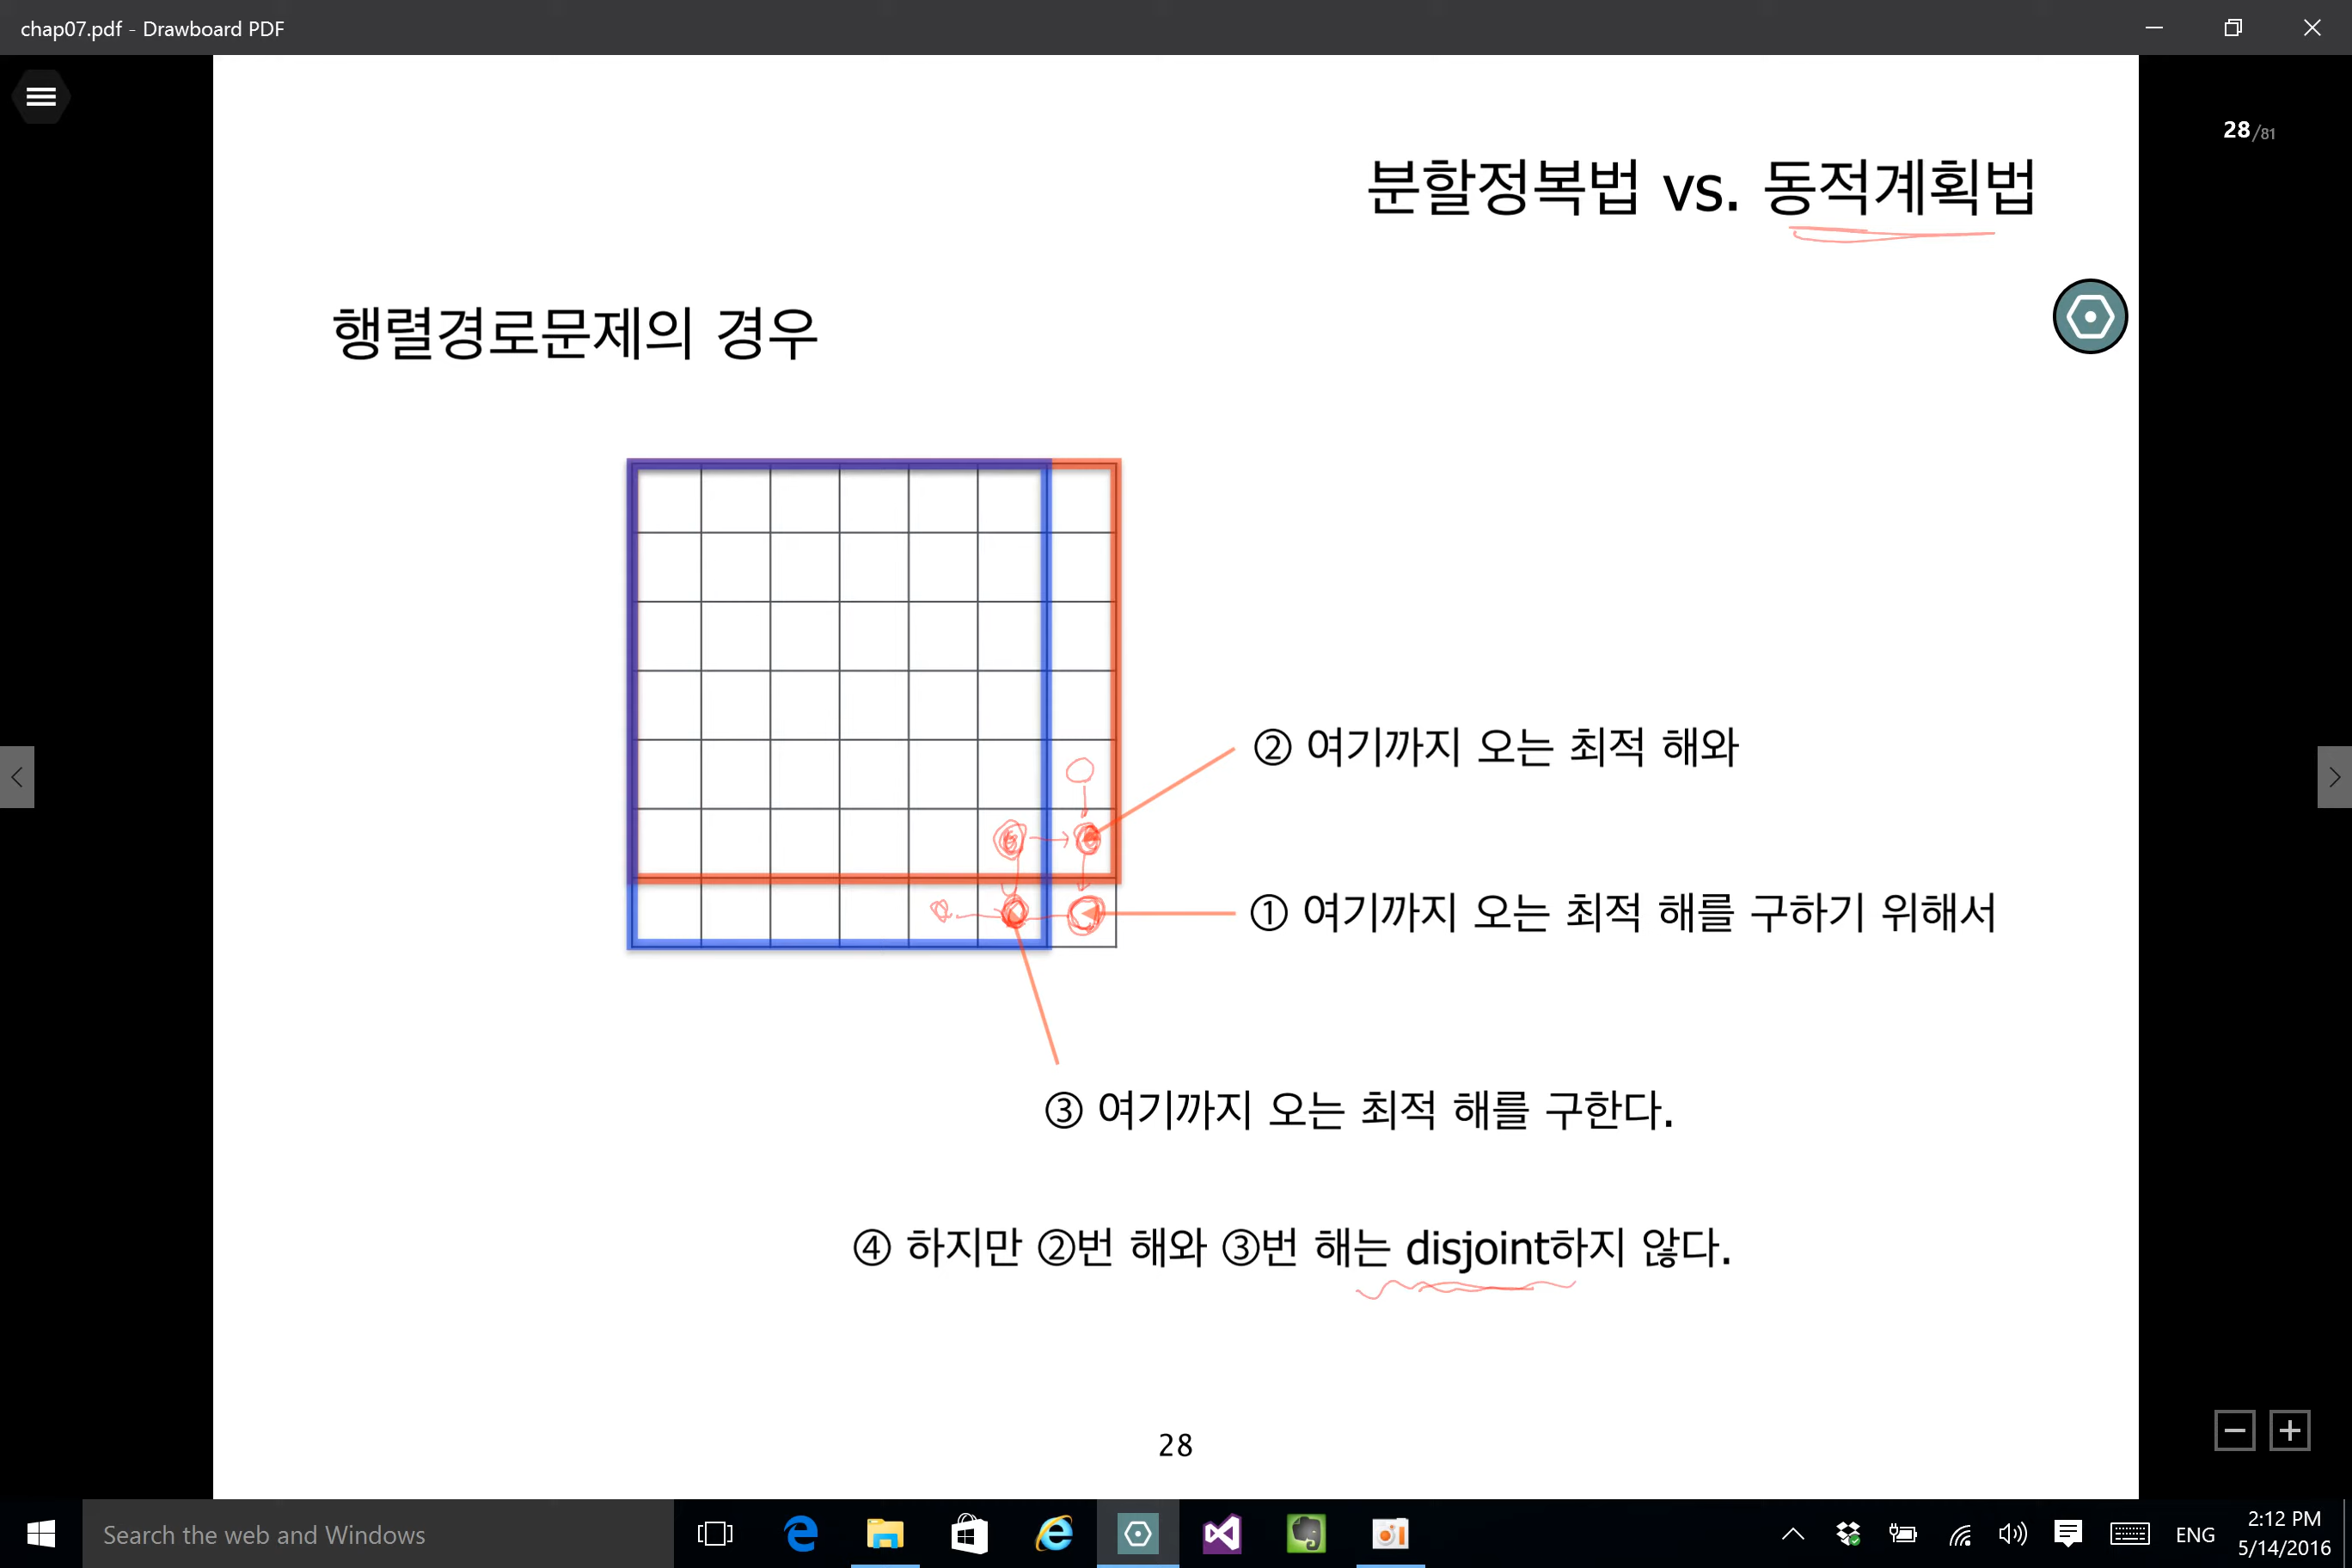 chap07.pdf - Drawboard PDF
28/81
분할정복법 vs. 동적계획법
행렬경로문제의 경우
② 여기까지 오는 최적 해와
① 여기까지 오는 최적 해를 구하기 위해서
③ 여기까지 오는 최적 해를 구한다.
④ 하지만 ②번 해와 ③번 해는 disjoint하지 않다.
28
Search the web and Windows
ENG
2:12 PM
5/14/2016